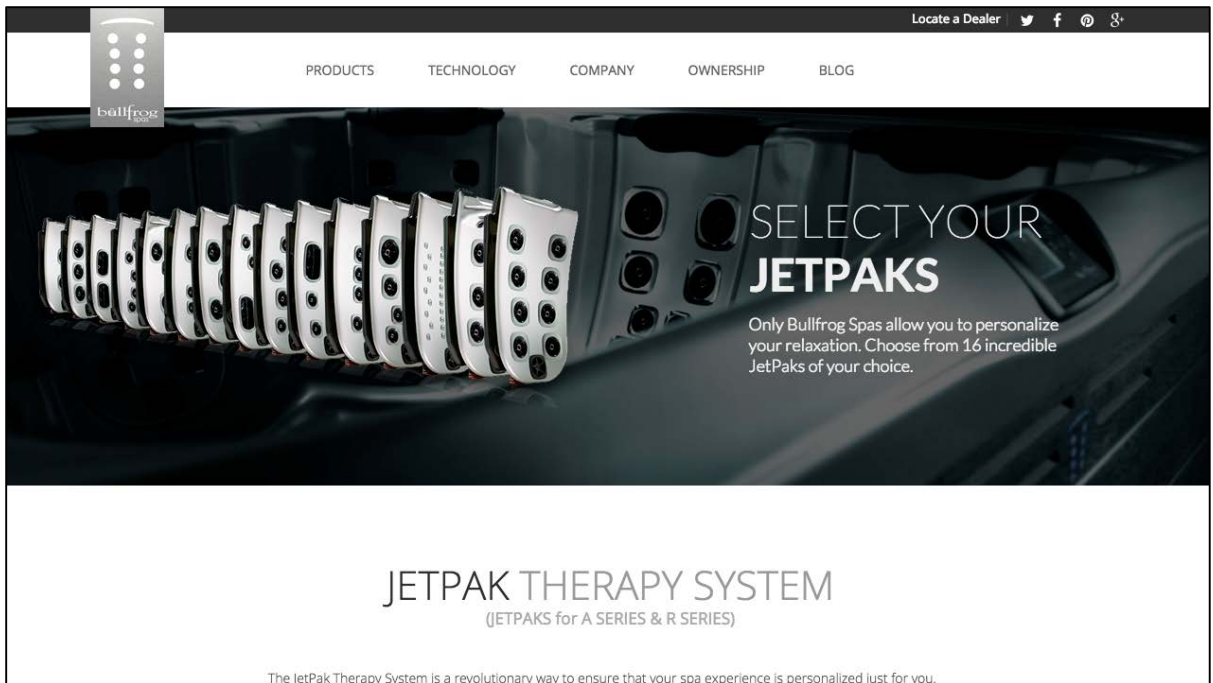 Locate a Dealer
büllfrog
spas
PRODUCTS TECHNOLOGY COMPANY OWNERSHIP BLOG
SELECT YOUR
JETPAKS
Only Bullfrog Spas allow you to personalize
your relaxation. Choose from 16 incredible
JetPaks of your choice.
JETPAK THERAPY SYSTEM
(JETPAKS for A SERIES & R SERIES)
The JetPak Therapy System is a revolutionary way to ensure that your spa experience is personalized just for you.